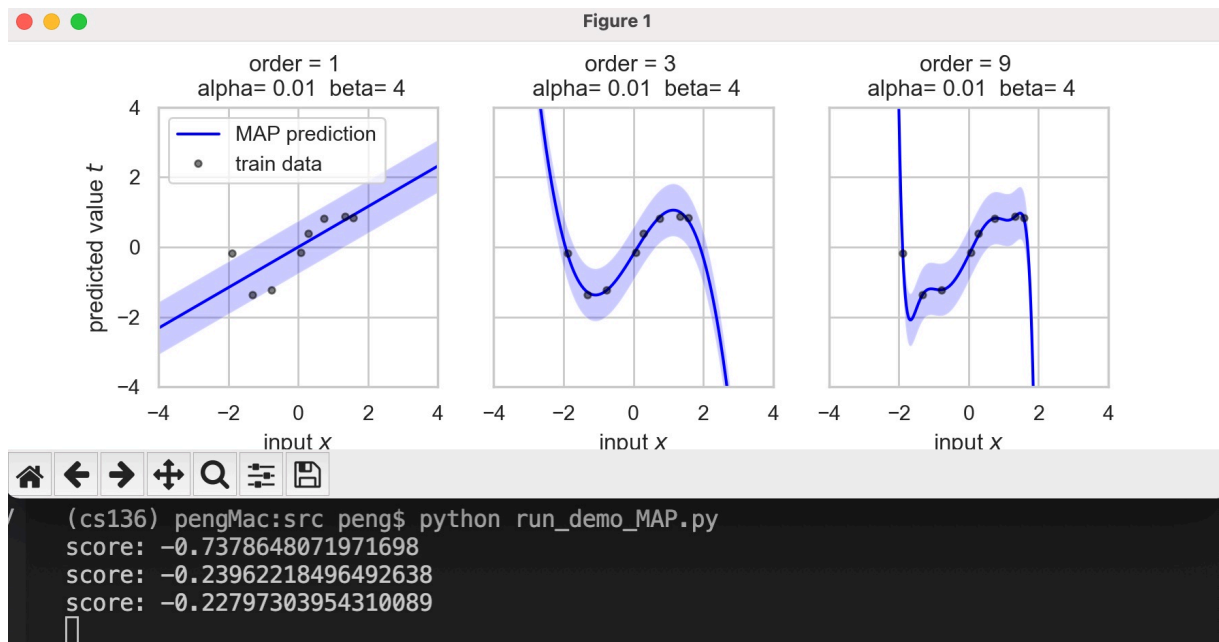 Figure 1
order = 1
alpha= 0.01 beta= 4
order = 3
alpha= 0.01 beta= 4
order = 9
alpha= 0.01 beta= 4
MAP prediction
train data
predicted value t
4
2
0
−2
−4
−4 −2 0 2 4
−4 −2 0 2 4
−4 −2 0 2 4
input x
input x
input x
(cs136) pengMac:src peng$ python run_demo_MAP.py
score: -0.7378648071971698
score: -0.23962218496492638
score: -0.22797303954310089